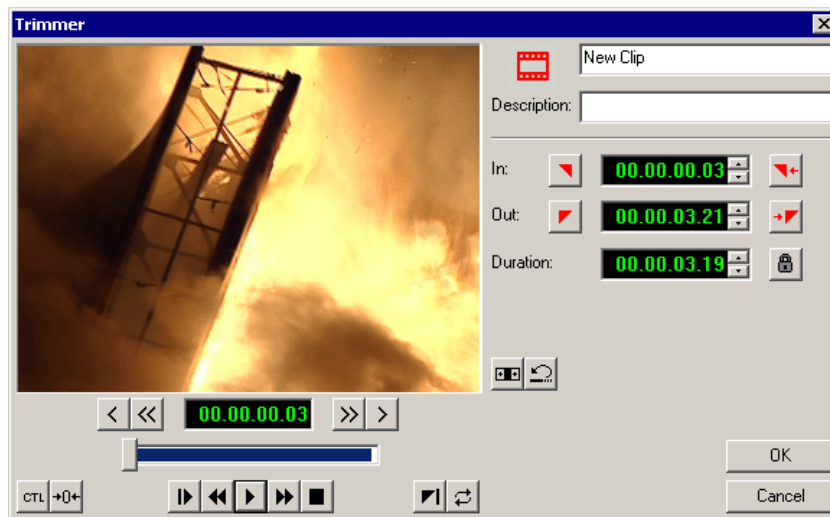 Trimmer
New Clip
Description:
In: 00.00.00.03
Out: 00.00.03.21
Duration: 00.00.03.19
00.00.00.03
OK
CTL →0←
Cancel